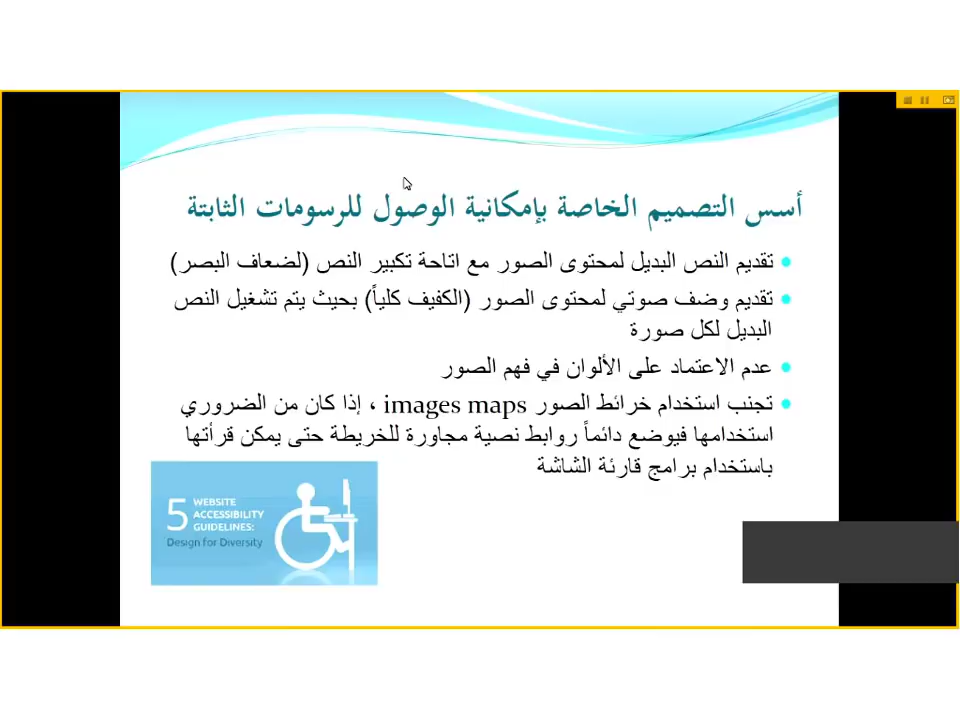 أسس التصميم الخاصة بإمكانية الوصول للرسومات الثابتة
تقديم النص البديل لمحتوى الصور مع اتاحة تكبير النص (لضعاف البصر)
تقديم وضف صوتي لمحتوى الصور (الكفيف كلياً) بحيث يتم تشغيل النص
البديل لكل صورة
عدم الاعتماد على الألوان في فهم الصور
تجنب استخدام خرائط الصور images maps ، إذا كان من الضروري
استخدامها فيوضع دائماً روابط نصية مجاورة للخريطة حتى يمكن قرأتها
باستخدام برامج قارئة الشاشة
5 WEBSITE
ACCESSIBILITY
GUIDELINES:
Design for Diversity